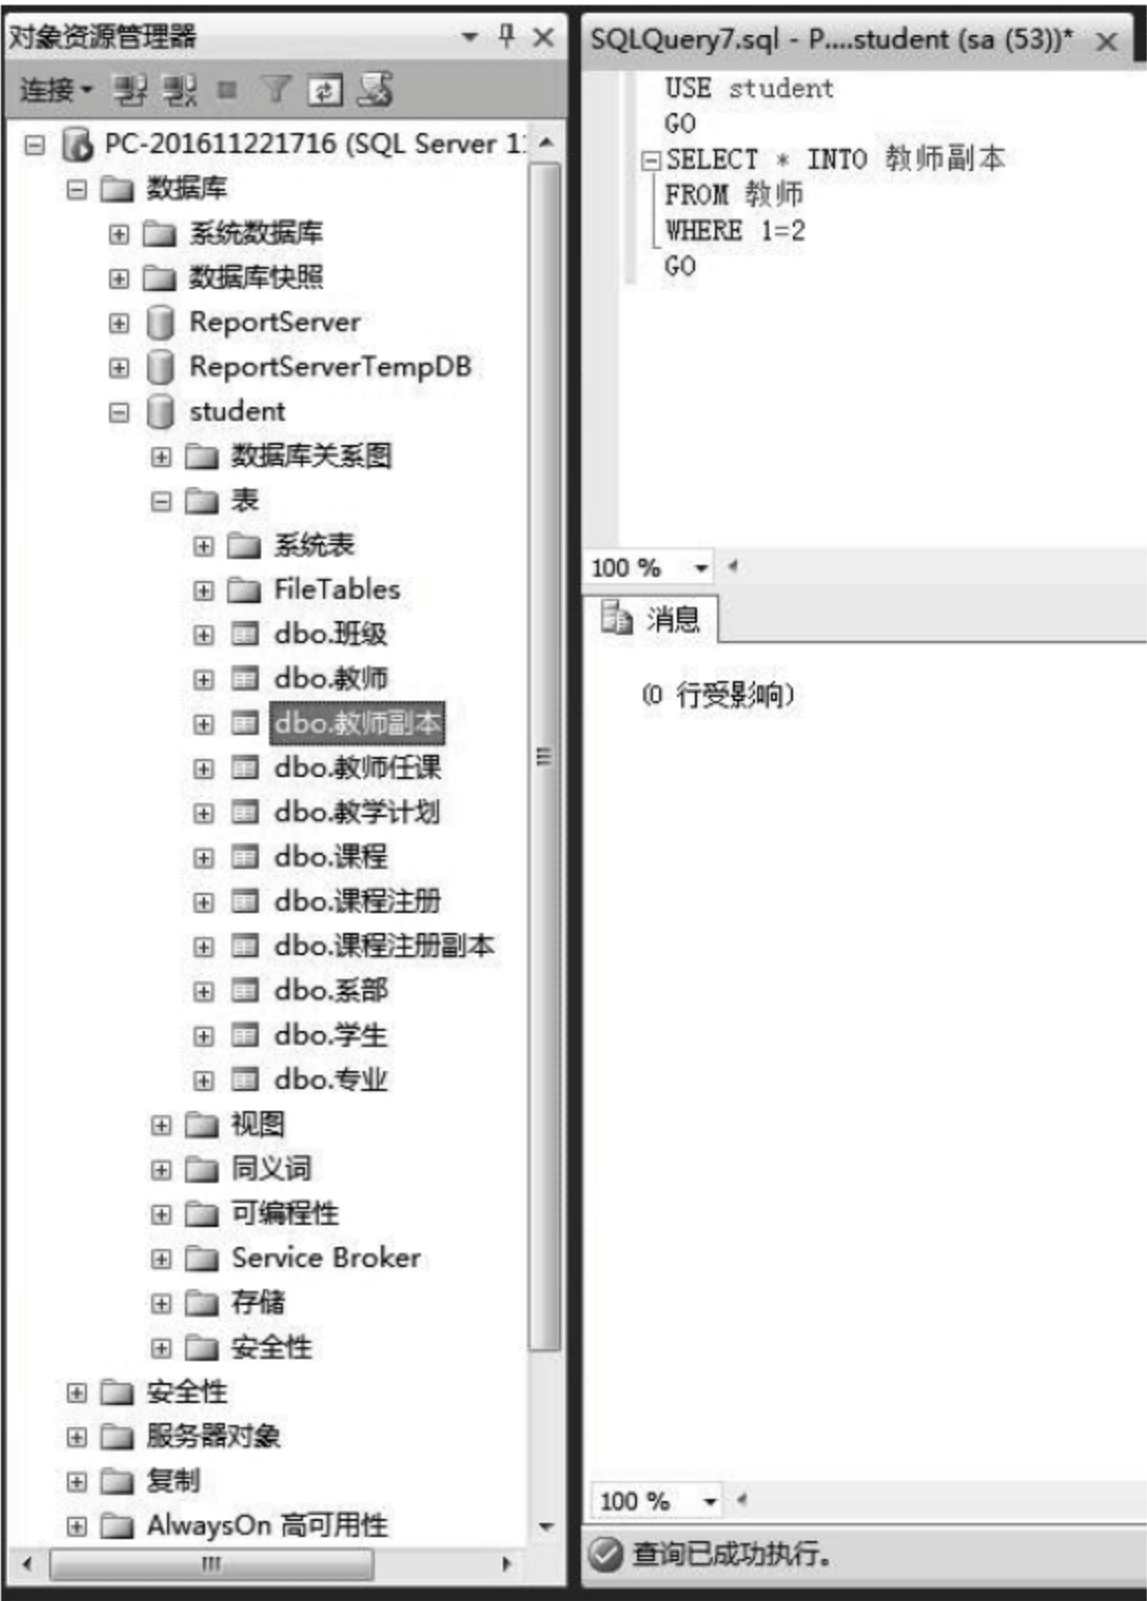 对象资源管理器
连接
PC-201611221716 (SQL Server 1
数据库
系统数据库
数据库快照
ReportServer
ReportServerTempDB
student
数据库关系图
表
系统表
FileTables
dbo.班级
dbo.教师
dbo.教师副本
dbo.教师任课
dbo.教学计划
dbo.课程
dbo.课程注册
dbo.课程注册副本
dbo.系部
dbo.学生
dbo.专业
视图
同义词
可编程性
Service Broker
存储
安全性
安全性
服务器对象
复制
AlwaysOn 高可用性
SQLQuery7.sql - P....student (sa (53))*
USE student
GO
SELECT * INTO 教师副本
FROM 教师
WHERE 1=2
GO
100 %
消息
(0 行受影响)
100 %
查询已成功执行。